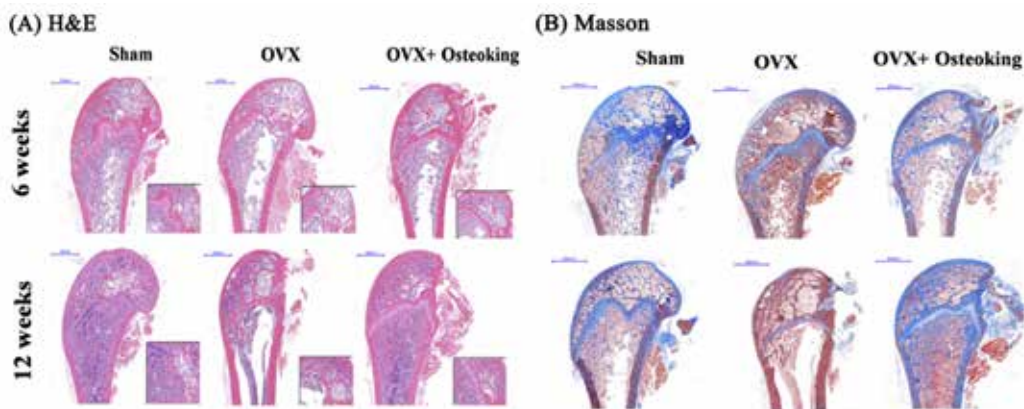 (A) H&E
(B) Masson
Sham
OVX
OVX+ Osteoking
Sham
OVX
OVX+ Osteoking
6 weeks
12 weeks